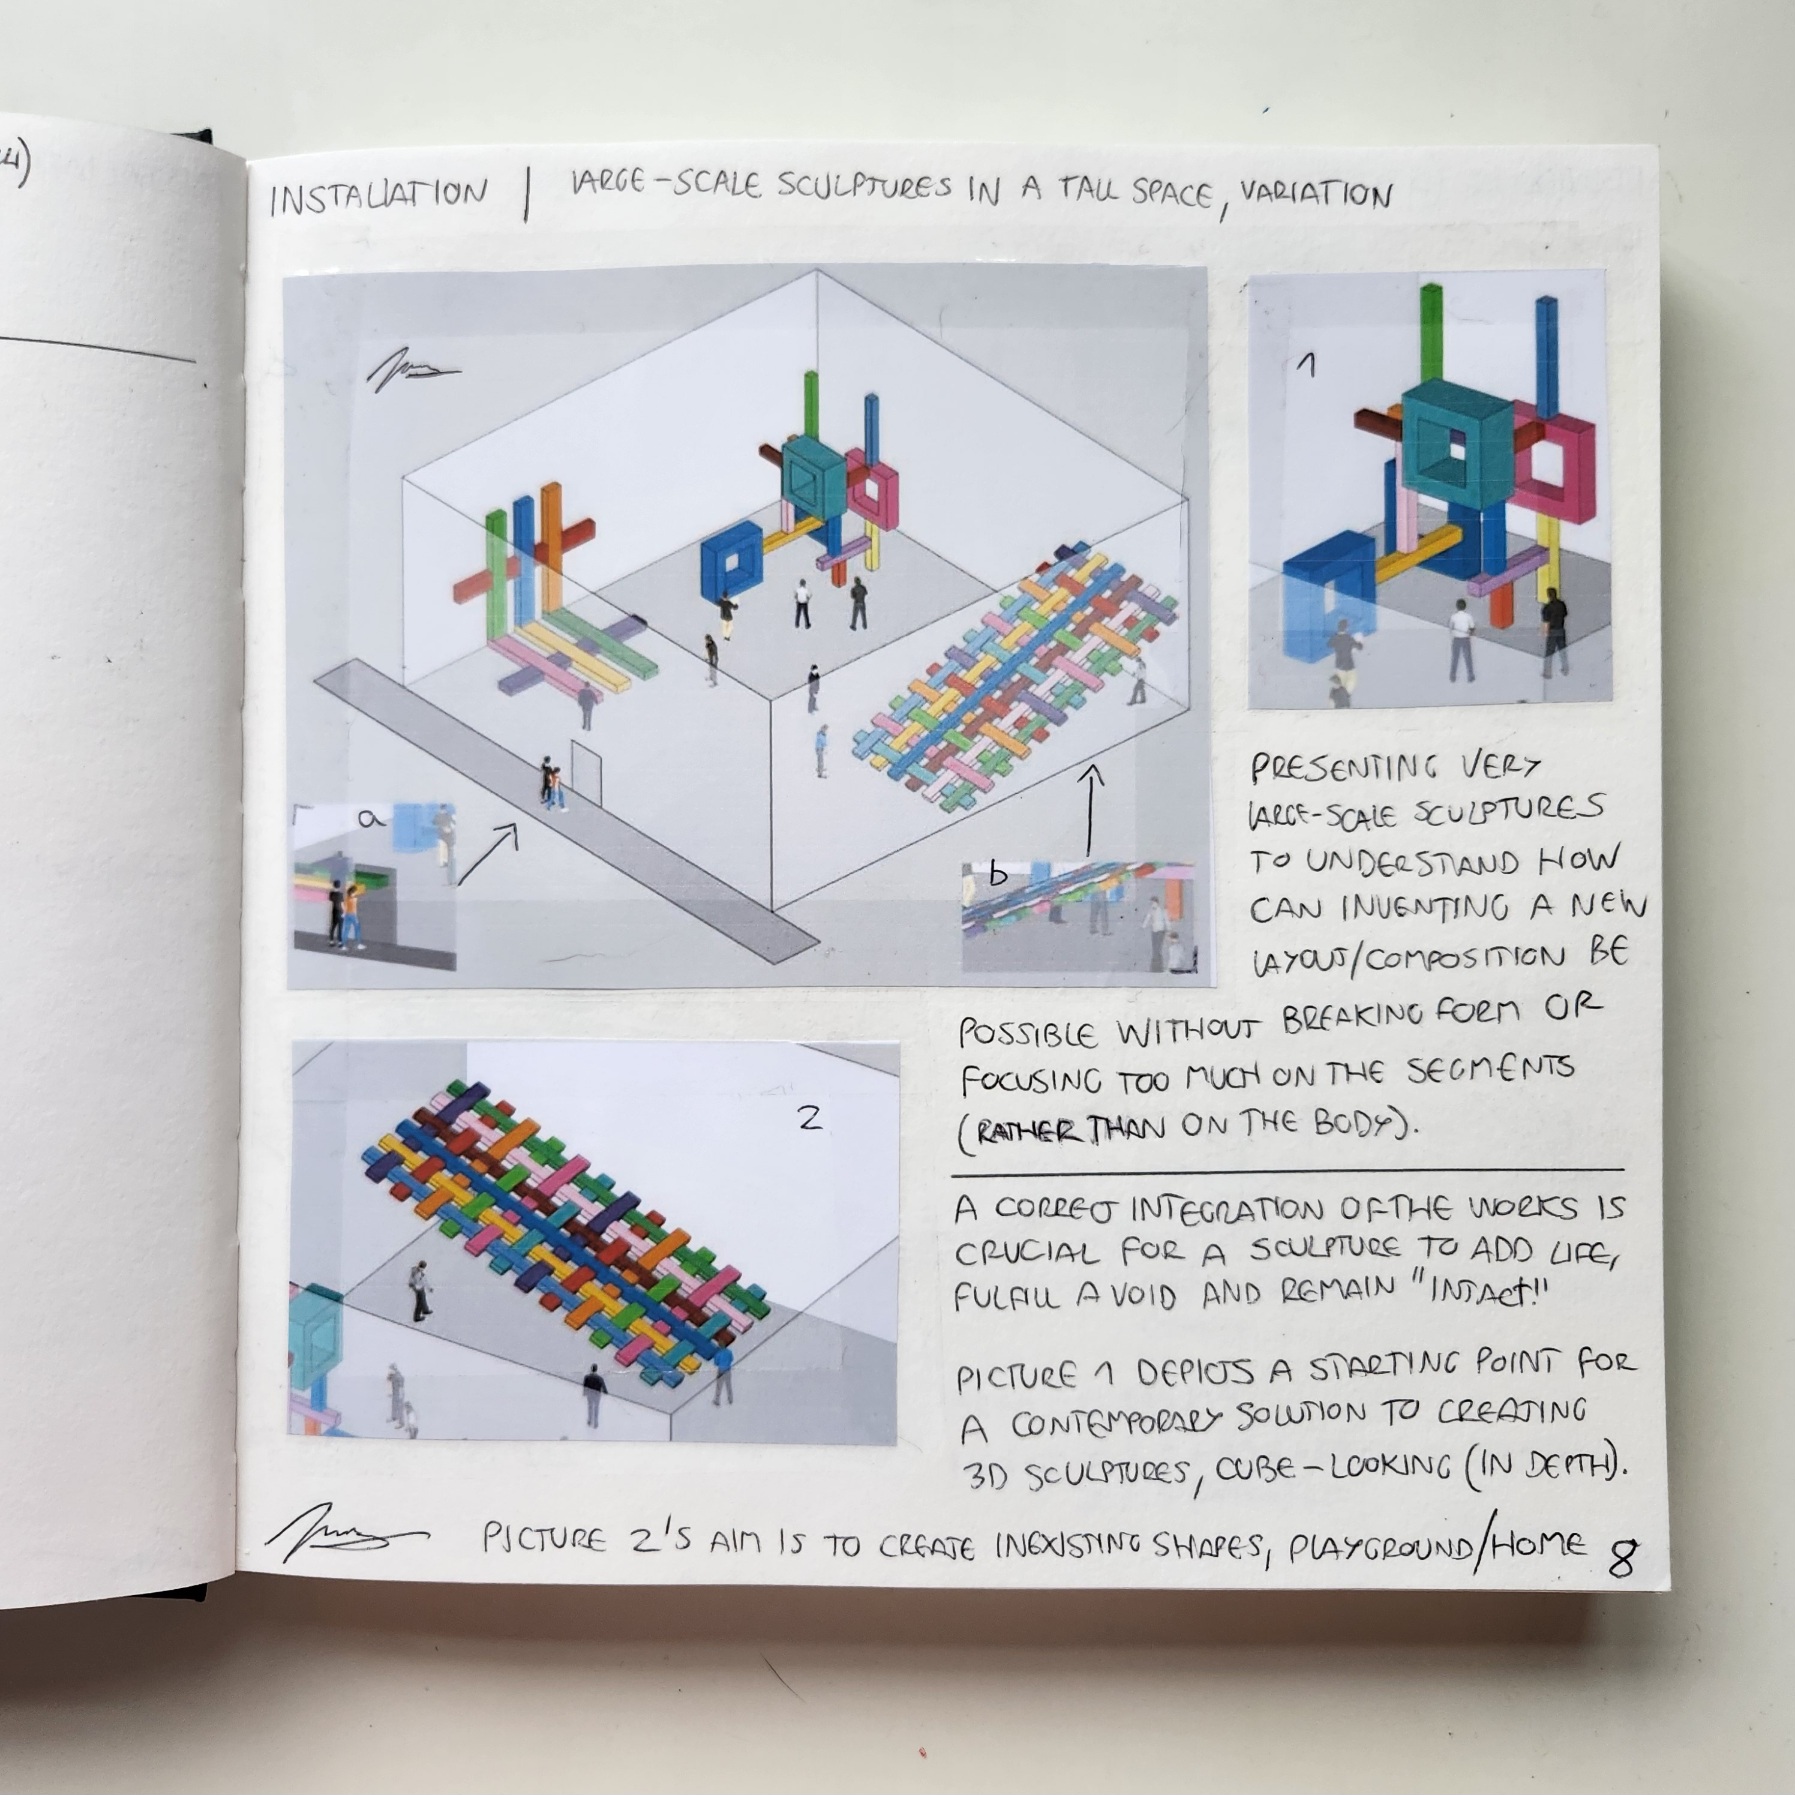 4)
INSTALLATION | LARGE-SCALE SCULPTURES IN A TALL SPACE, VARIATION
1
a
b
2
PRESENTING VERY
LARGE-SCALE SCULPTURES
TO UNDERSTAND HOW
CAN INVENTING A NEW
LAYOUT/COMPOSITION BE
POSSIBLE WITHOUT BREAKING FORM OR
FOCUSING TOO MUCH ON THE SEGMENTS
(RATHER THAN ON THE BODY).
A CORRECT INTEGRATION OF THE WORKS IS
CRUCIAL FOR A SCULPTURE TO ADD LIFE,
FULFILL A VOID AND REMAIN "INTACT!"
PICTURE 1 DEPICTS A STARTING POINT FOR
A CONTEMPORARY SOLUTION TO CREATING
3D SCULPTURES, CUBE-LOOKING (IN DEPTH).
PICTURE 2'S AIM IS TO CREATE INEXISTING SHAPES, PLAYGROUND/HOME
8